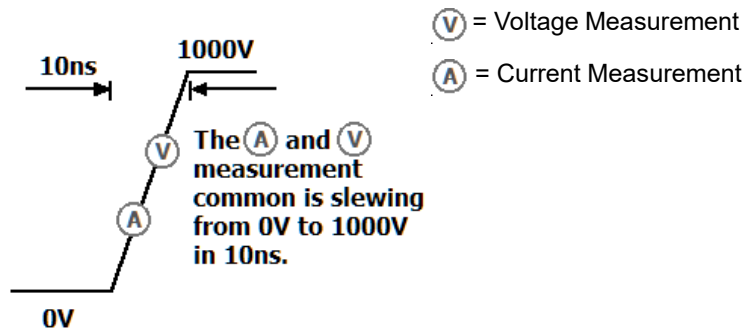 V = Voltage Measurement
A = Current Measurement
1000V
10ns
V
A
The A and V
measurement
common is slewing
from 0V to 1000V
in 10ns.
0V